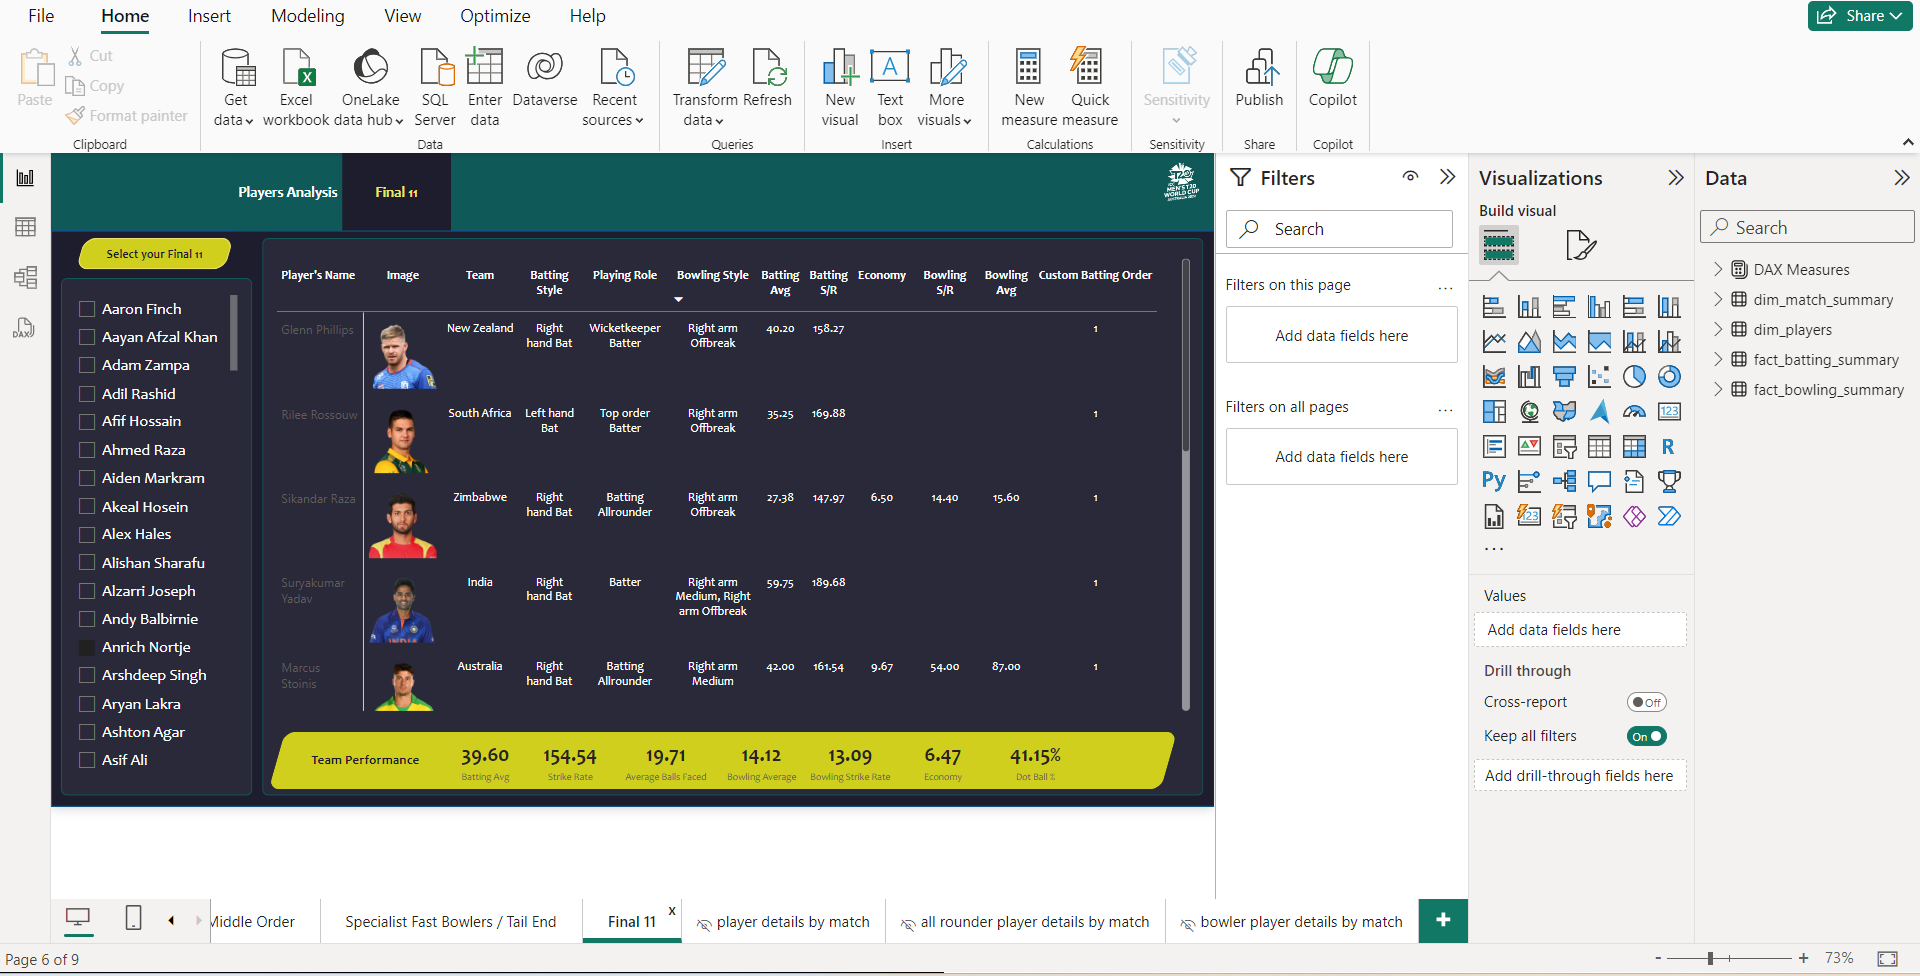 File
Home
Insert
Modeling
View
Optimize
Help
Share
Paste
Cut
Copy
Format painter
Clipboard
Get
data
Excel
workbook
OneLake
data hub
SQL
Server
Enter
data
Dataverse
Recent
sources
Data
Transform
data
Refresh
Queries
New
visual
Text
box
More
visuals
Insert
New
measure
Quick
measure
Calculations
Sensitivity
Sensitivity
Publish
Share
Copilot
Copilot
Players Analysis
Final 11
MEN'S T20
WORLD CUP
Select your Final 11
Aaron Finch
Aayan Afzal Khan
Adam Zampa
Adil Rashid
Afif Hossain
Ahmed Raza
Aiden Markram
Akeal Hosein
Alex Hales
Alishan Sharafu
Alzarri Joseph
Andy Balbirnie
Anrich Nortje
Arshdeep Singh
Aryan Lakra
Ashton Agar
Asif Ali
Player's Name Image Team Batting Style Playing Role Bowling Style Batting Avg Batting S/R Economy Bowling S/R Bowling Avg Custom Batting Order
Glenn Phillips New Zealand Right hand Bat Wicketkeeper Batter Right arm Offbreak 40.20 158.27 1
Rilee Rossouw South Africa Left hand Bat Top order Batter Right arm Offbreak 35.25 169.88 1
Sikandar Raza Zimbabwe Right hand Bat Batting Allrounder Right arm Offbreak 27.38 147.97 6.50 14.40 15.60 1
Suryakumar Yadav India Right hand Bat Batter Right arm Medium, Right arm Offbreak 59.75 189.68 1
INDIA
Marcus Stoinis Australia Right hand Bat Batting Allrounder Right arm Medium 42.00 161.54 9.67 54.00 87.00 1
Team Performance
39.60
Batting Avg
154.54
Strike Rate
19.71
Average Balls Faced
14.12
Bowling Average
13.09
Bowling Strike Rate
6.47
Economy
41.15%
Dot Ball %
Filters
Search
Filters on this page
...
Add data fields here
Filters on all pages
...
Add data fields here
Visualizations
Build visual
123
R
Py
123
...
Values
Add data fields here
Drill through
Cross-report
Off
Keep all filters
On
Add drill-through fields here
Data
Search
DAX Measures
dim_match_summary
dim_players
fact_batting_summary
fact_bowling_summary
DAX
Middle Order
Specialist Fast Bowlers / Tail End
Final 11
x
player details by match
all rounder player details by match
bowler player details by match
+
Page 6 of 9
-
+
73%